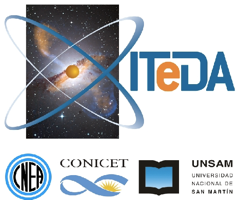 ITeDA
CNEA
CONICET
UNSAM
UNIVERSIDAD
NACIONAL DE
SAN MARTÍN